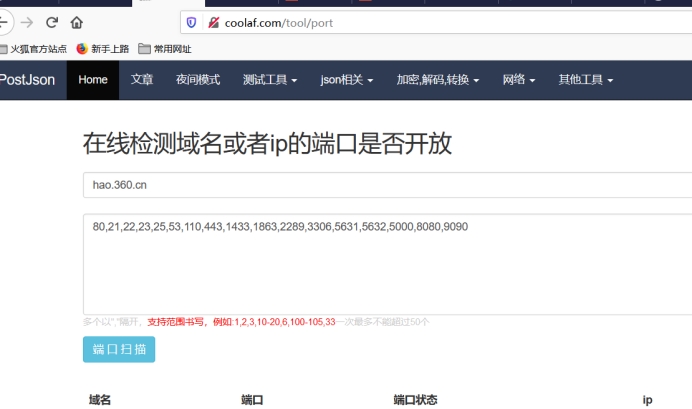 coolaf.com/tool/port
火狐官方站点 新手上路 常用网址
PostJson Home 文章 夜间模式 测试工具 json相关 加密,解码,转换 网络 其他工具
在线检测域名或者ip的端口是否开放
hao.360.cn
80,21,22,23,25,53,110,443,1433,1863,2289,3306,5631,5632,5000,8080,9090
多个以","隔开，支持范围书写，例如:1,2,3,10-20,6,100-105,33一次最多不能超过50个
端口扫描
域名 端口 端口状态 ip